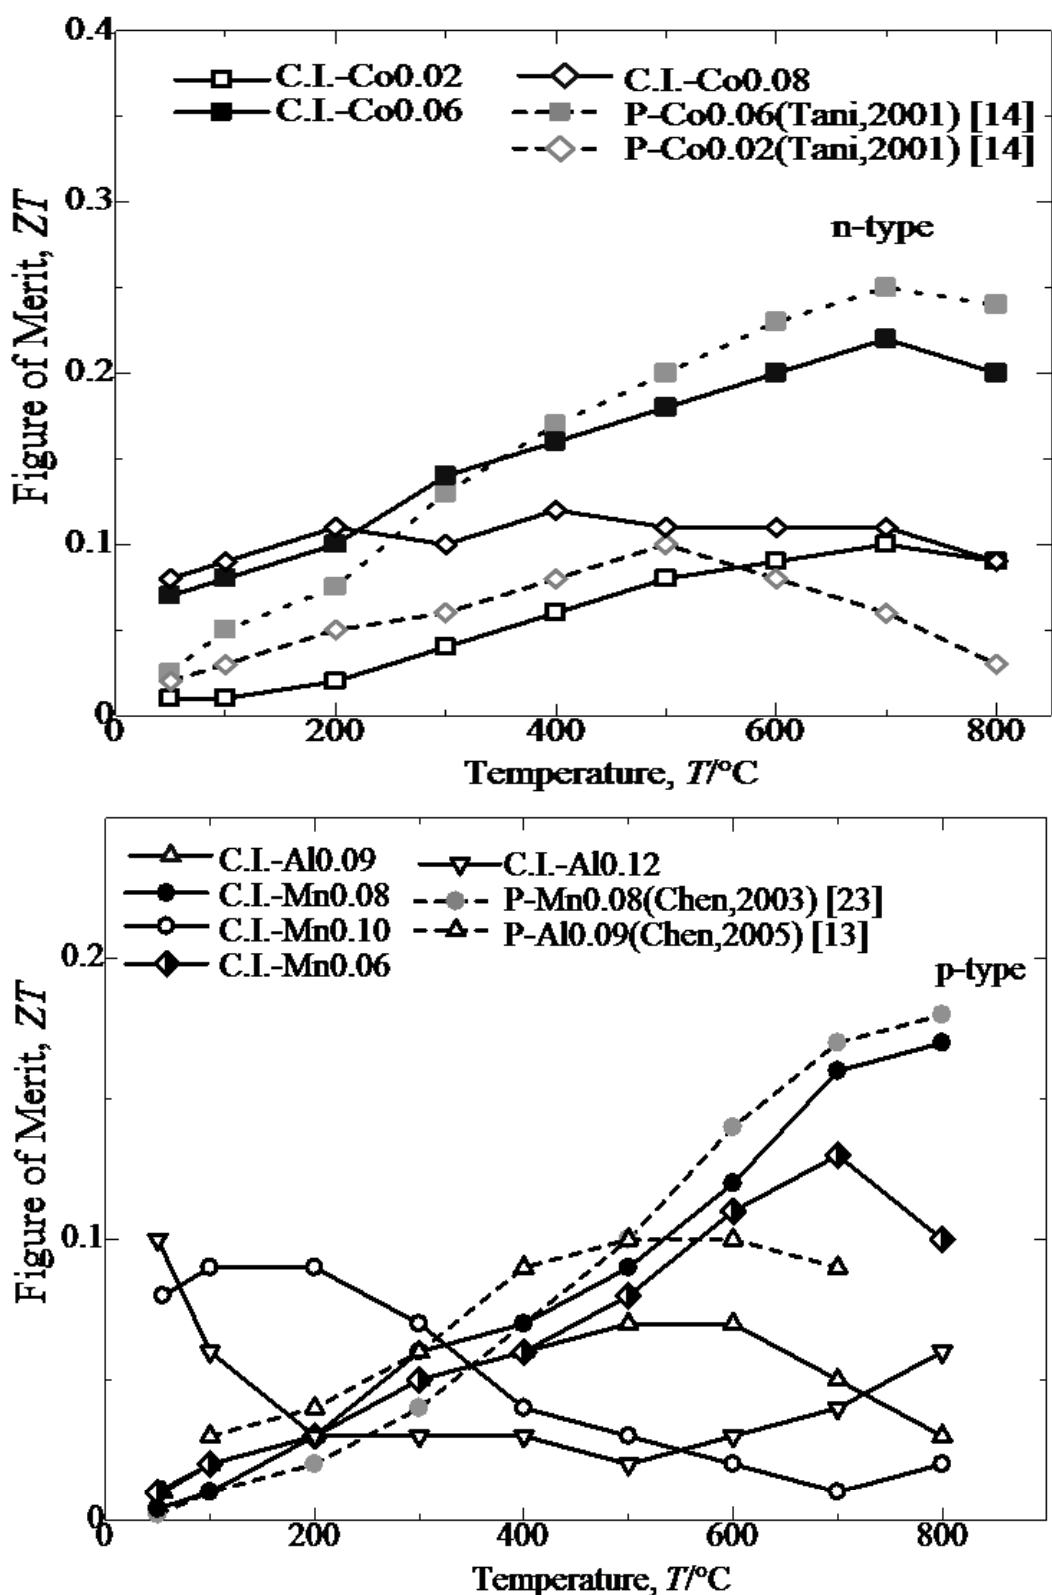 0.4
C.I.-Co0.02
C.I.-Co0.08
C.I.-Co0.06
P-Co0.06(Tani,2001) [14]
P-Co0.02(Tani,2001) [14]
0.3
n-type
Figure of Merit, ZT
0.2
0.1
0
0 200 400 600 800
Temperature, T/°C
C.I.-Al0.09
C.I.-Al0.12
C.I.-Mn0.08
P-Mn0.08(Chen,2003) [23]
C.I.-Mn0.10
P-Al0.09(Chen,2005) [13]
C.I.-Mn0.06
0.2
p-type
Figure of Merit, ZT
0.1
0
0 200 400 600 800
Temperature, T/°C